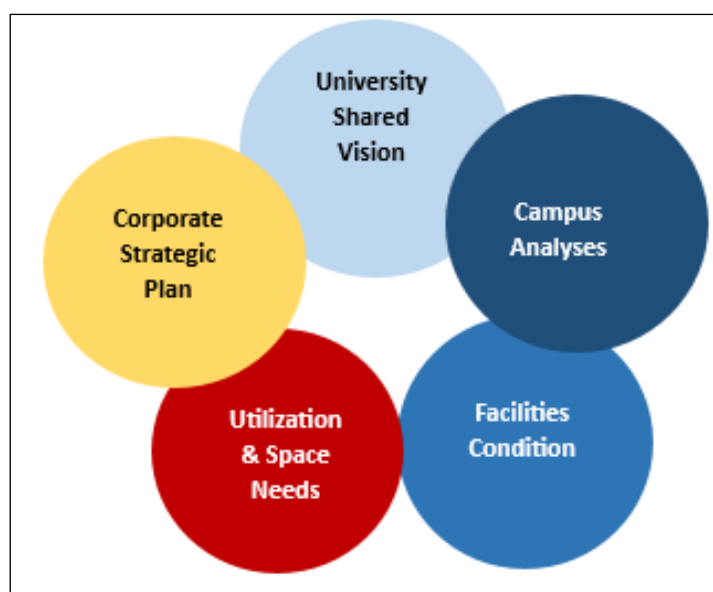 University
Shared
Vision
Campus
Analyses
Facilities
Condition
Utilization
& Space
Needs
Corporate
Strategic
Plan